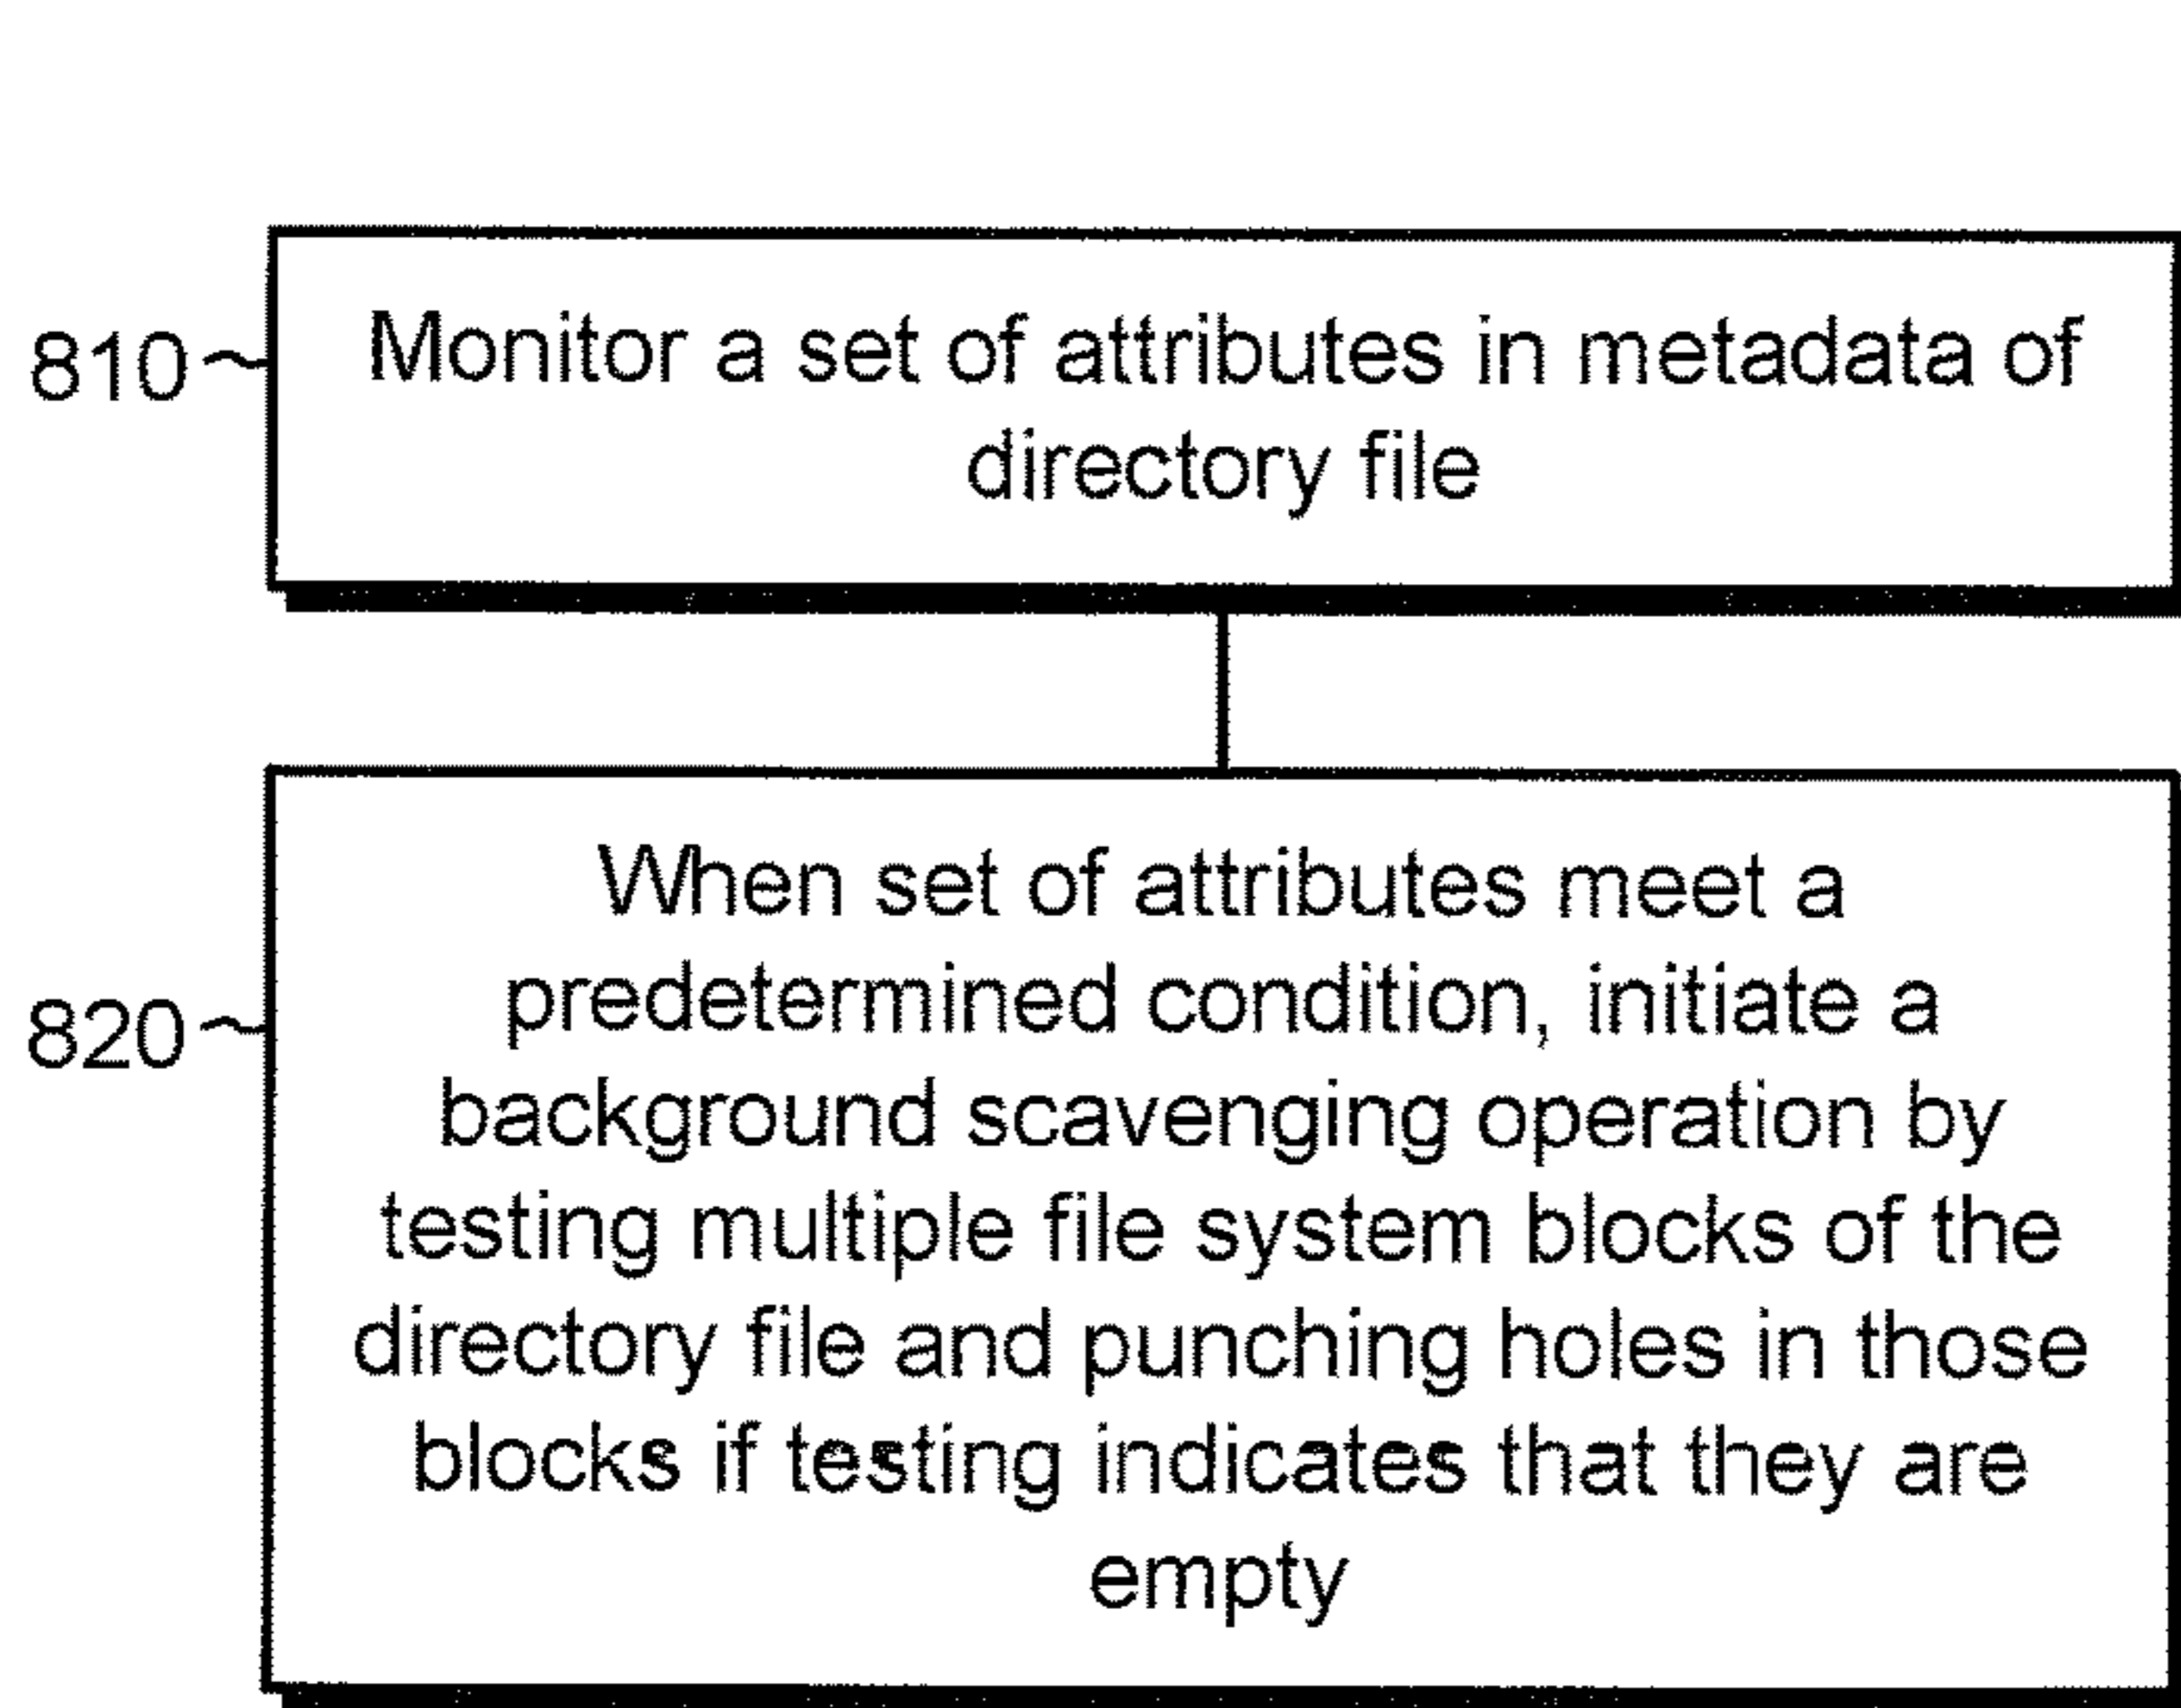 810
Monitor a set of attributes in metadata of
directory file
820
When set of attributes meet a
predetermined condition, initiate a
background scavenging operation by
testing multiple file system blocks of the
directory file and punching holes in those
blocks if testing indicates that they are
empty